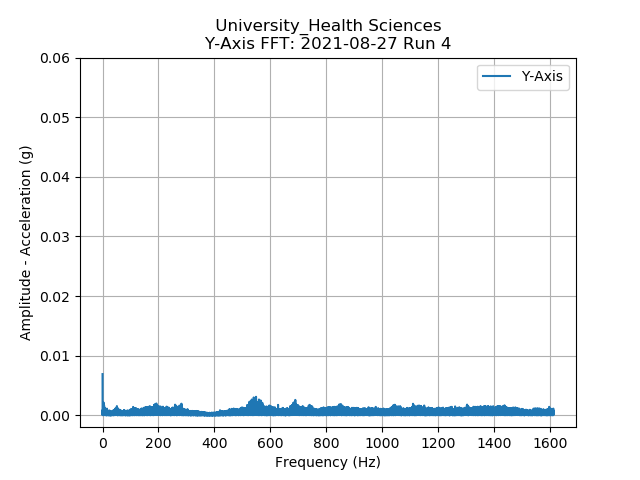 University_Health Sciences
Y-Axis FFT: 2021-08-27 Run 4
Y-Axis
0.06
0.05
0.04
0.03
0.02
0.01
0.00
Amplitude - Acceleration (g)
0 200 400 600 800 1000 1200 1400 1600
Frequency (Hz)